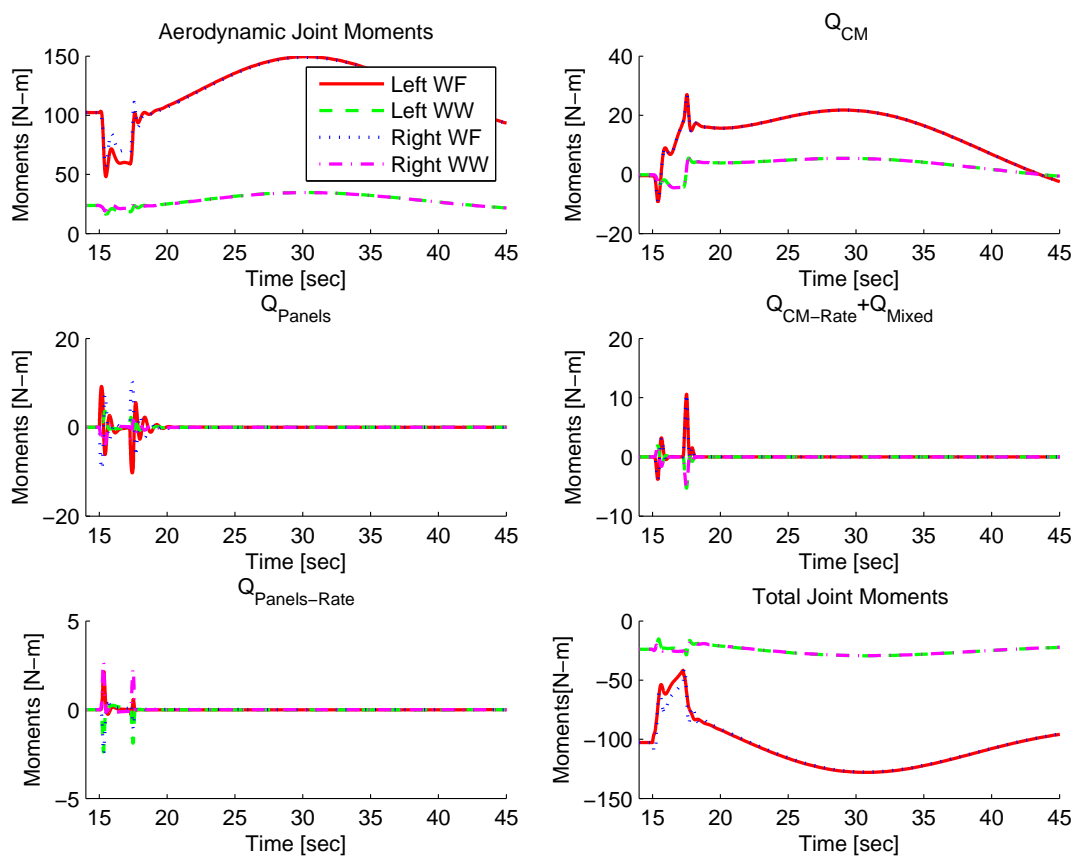 Aerodynamic Joint Moments
150
100
50
0
Moments [N−m]
15 20 25 30 35 40 45
Time [sec]
Left WF
Left WW
Right WF
Right WW
Q_CM
40
20
0
−20
Moments [N−m]
15 20 25 30 35 40 45
Time [sec]
Q_Panels
20
0
−20
Moments [N−m]
15 20 25 30 35 40 45
Time [sec]
Q_CM−Rate+Q_Mixed
20
10
0
−10
Moments [N−m]
15 20 25 30 35 40 45
Time [sec]
Q_Panels−Rate
5
0
−5
Moments [N−m]
15 20 25 30 35 40 45
Time [sec]
Total Joint Moments
0
−50
−100
−150
Moments[N−m]
15 20 25 30 35 40 45
Time [sec]